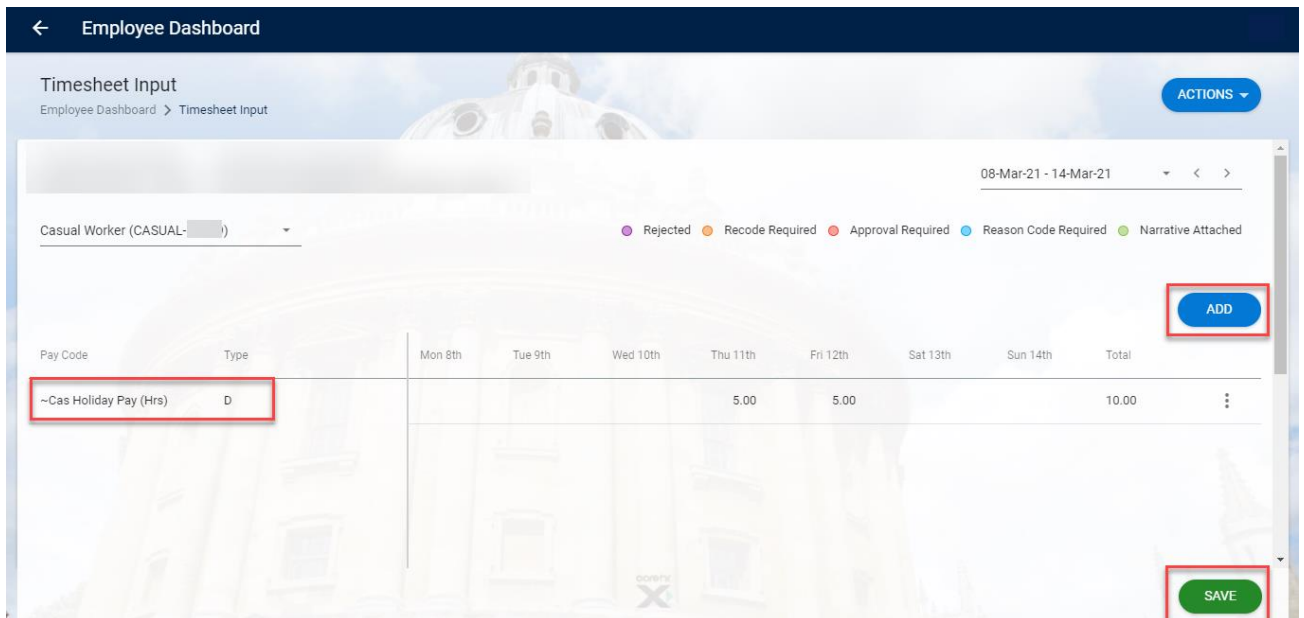 Employee Dashboard
Timesheet Input
Employee Dashboard > Timesheet Input
ACTIONS
08-Mar-21 - 14-Mar-21
Casual Worker (CASUAL- )
Rejected Recode Required Approval Required Reason Code Required Narrative Attached
ADD
Pay Code Type Mon 8th Tue 9th Wed 10th Thu 11th Fri 12th Sat 13th Sun 14th Total
~Cas Holiday Pay (Hrs) D 5.00 5.00 10.00
SAVE